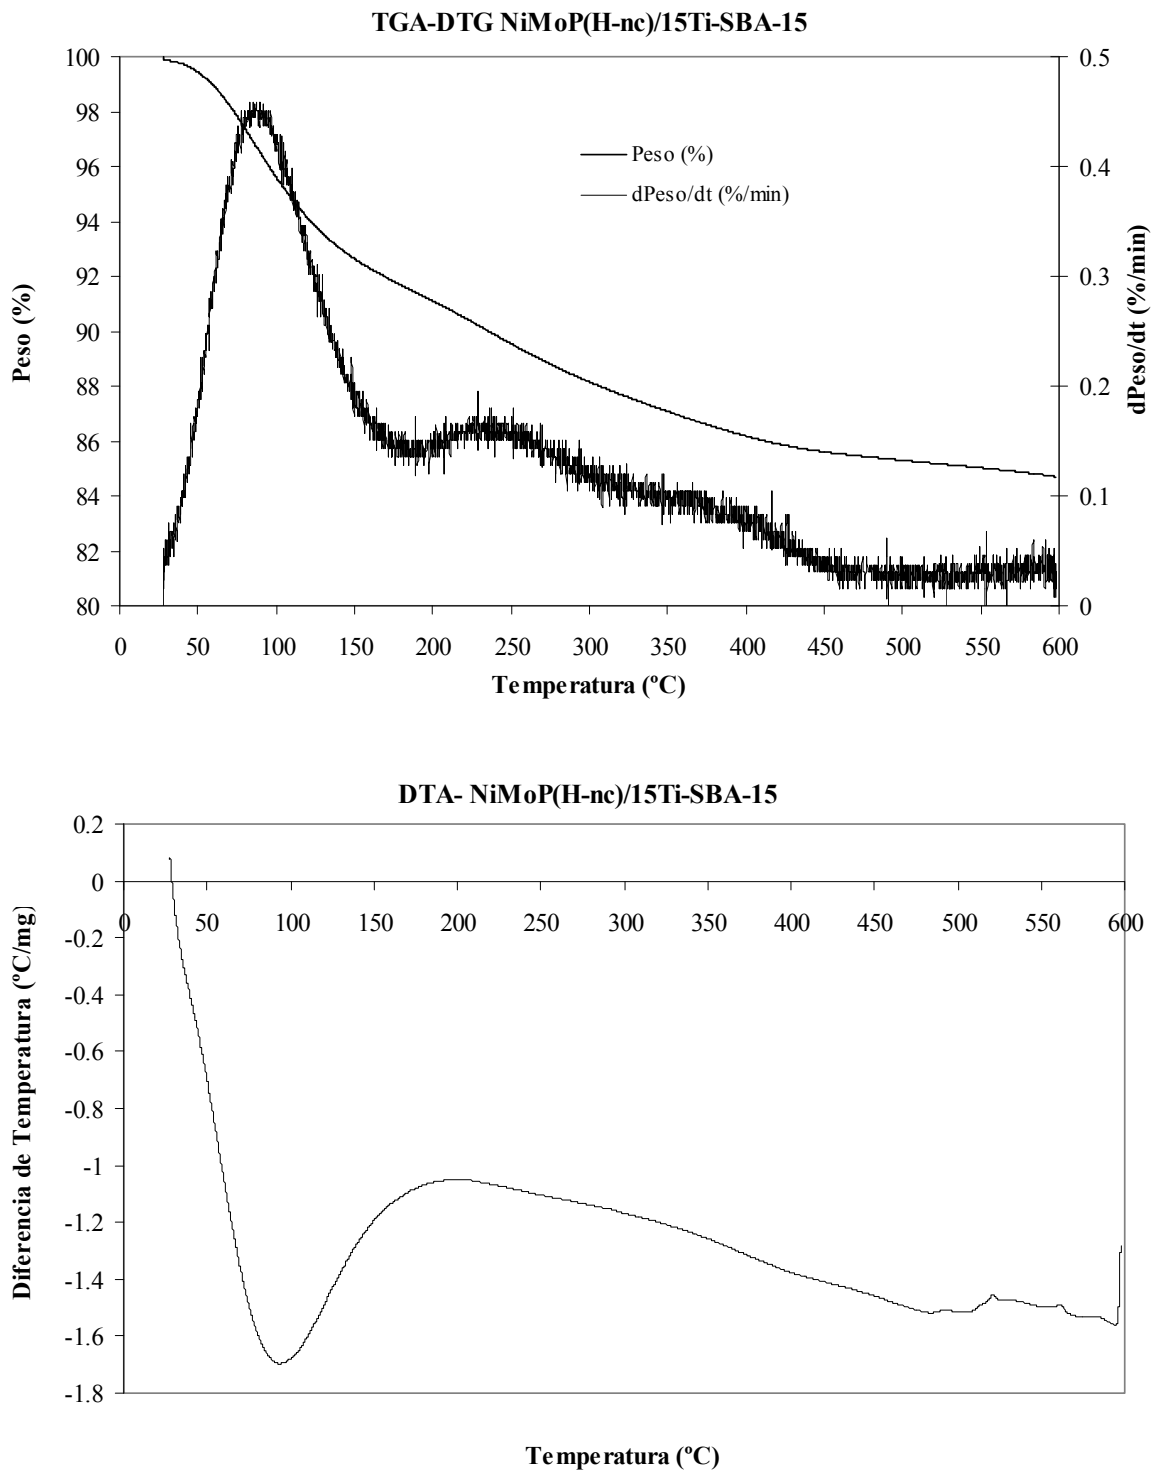 TGA-DTG NiMoP(H-nc)/15Ti-SBA-15
100 0.5
98
96 0.4
94
92 0.3
90
88 0.2
86
84 0.1
82
80 0
Peso (%)
dPeso/dt (%/min)
Peso (%)
dPeso/dt (%/min)
0 50 100 150 200 250 300 350 400 450 500 550 600
Temperatura (ºC)
DTA- NiMoP(H-nc)/15Ti-SBA-15
0.2
0
-0.2
-0.4
-0.6
-0.8
-1
-1.2
-1.4
-1.6
-1.8
0 50 100 150 200 250 300 350 400 450 500 550 600
Diferencia de Temperatura (ºC/mg)
Temperatura (ºC)